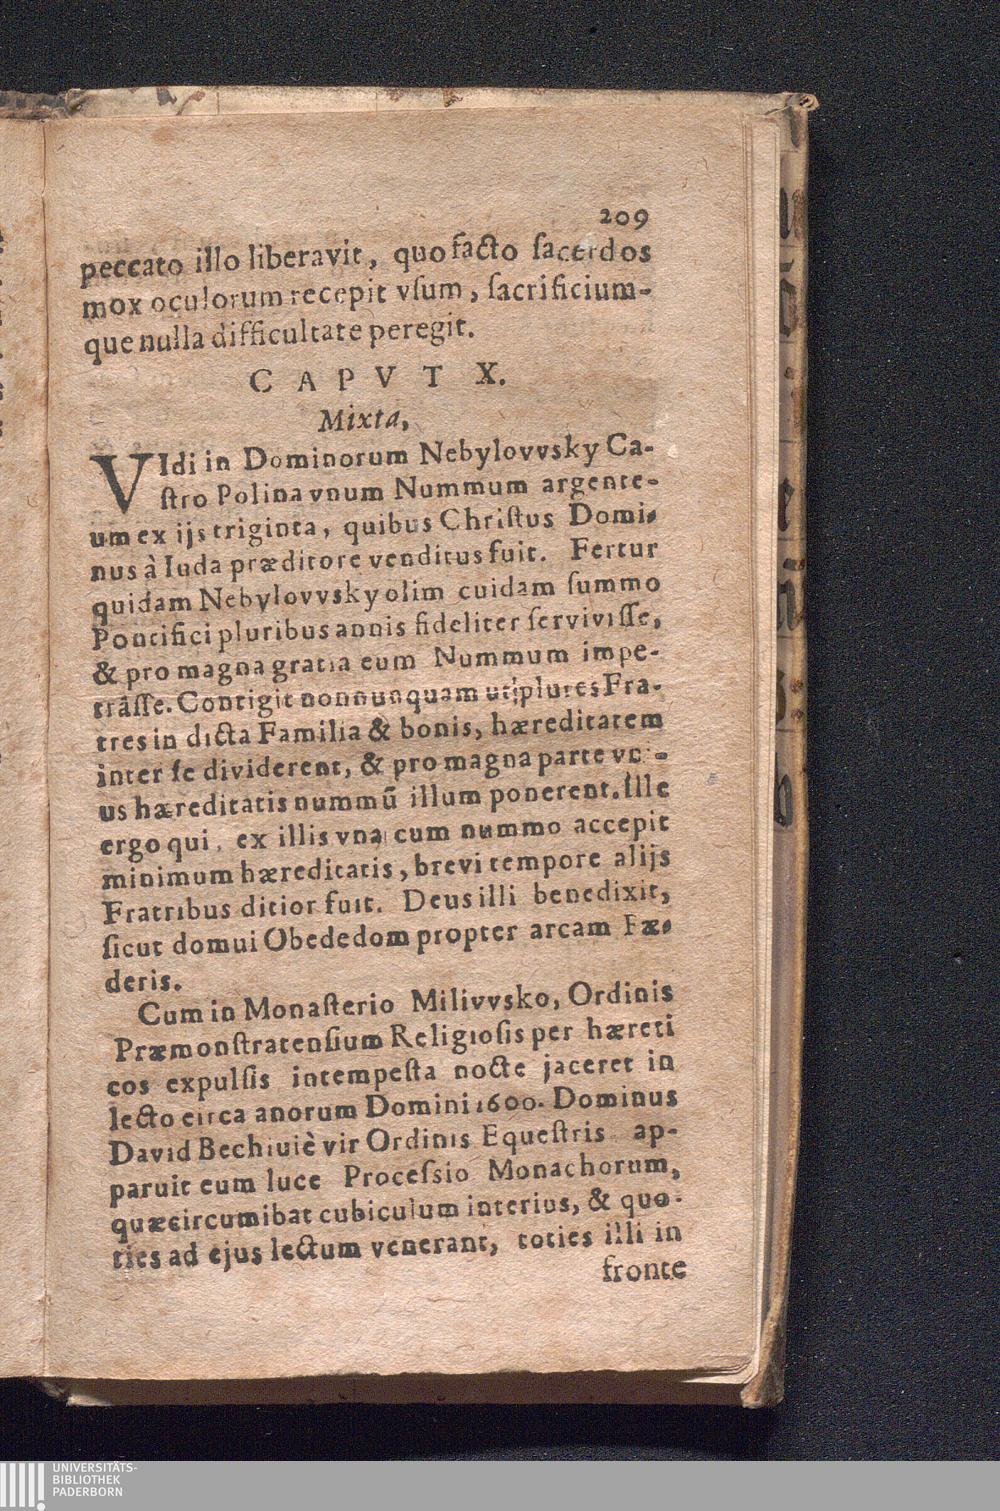 209
peccato illo liberavit, quo facto ſacerdos
mox oculorum recepit vſum, ſacrificium-
que nulla difficultate peregit.
CAPVT X.
Mixta,
VIdi in Dominorum Nebylovvsky Ca-
ſtro Polina vnum Nummum argente-
um ex ijs triginta, quibus Chriſtus Domi-
nus à Iuda præditore venditus fuit. Fertur
quidam Nebylovvsky olim cuidam ſummo
Pontifici pluribus annis fideliter ſerviviſſe,
& pro magna gratia eum Nummum impe-
trâſſe. Contigit nonnunquam ut plures Fra-
tres in dicta Familia & bonis, hæreditatem
inter ſe dividerent, & pro magna parte
us hæreditatis nummū illum ponerent. Ille
ergo qui, ex illis vna cum nummo accepit
minimum hæreditatis, brevi tempore alijs
Fratribus ditior fuit. Deus illi benedixit,
ſicut domui Obededom propter arcam Fæ-
deris.
Cum in Monaſterio Milivvsko, Ordinis
Præmonſtratenſium Religioſis per hæreti
cos expulſis intempeſta nocte jaceret in
lecto circa anorum Domini 1600. Dominus
David Bechiuiè vir Ordinis Equeſtris ap-
paruit eum luce Proceſsio Monachorum,
quæcircumibat cubiculum interius, & quo-
ties ad ejus lectum venerant, toties illi in
fronte
UNIVERSITÄTS-
BIBLIOTHEK
PADERBORN